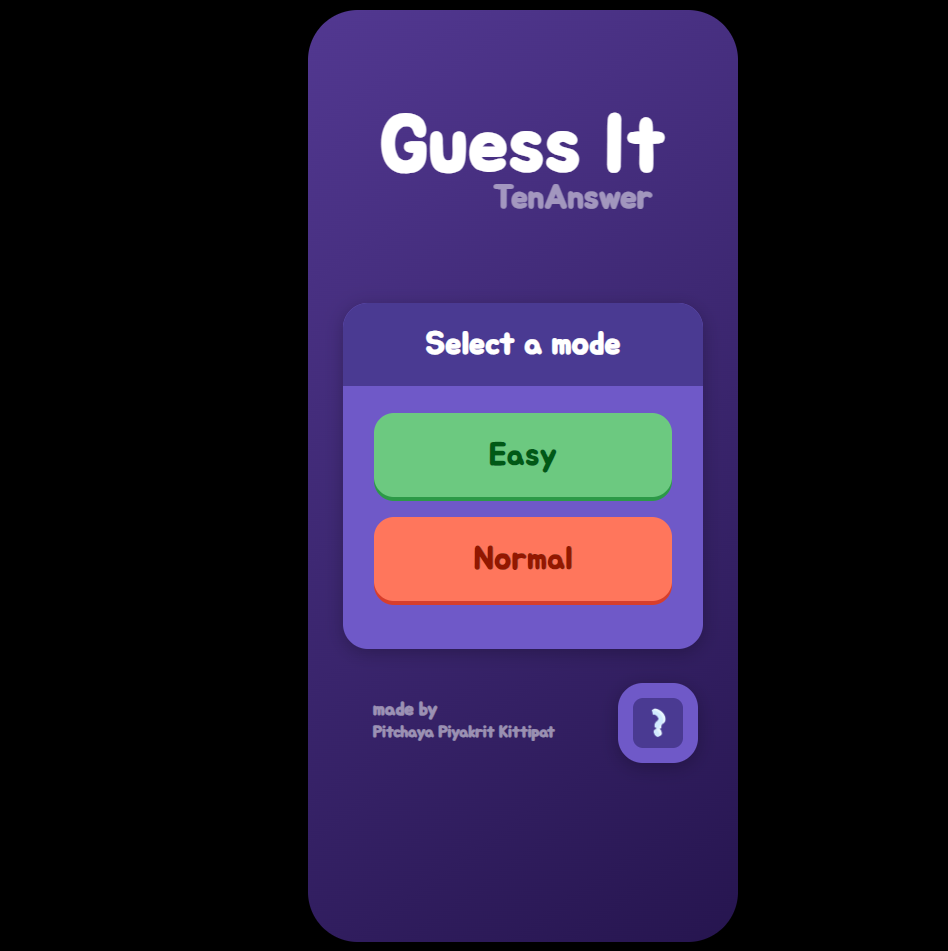 Guess It
TenAnswer
Select a mode
Easy
Normal
made by
Pitchaya Piyakrit Kittipat
?